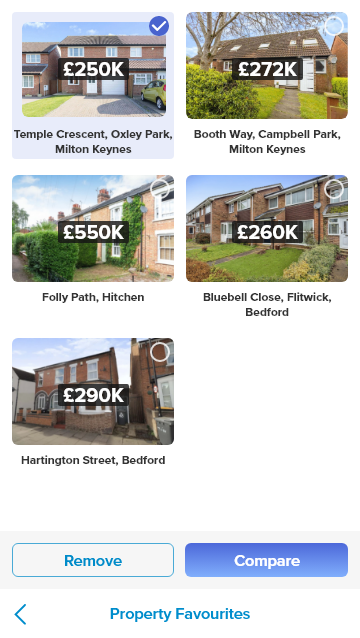 £250K
Temple Crescent, Oxley Park,
Milton Keynes
£272K
Booth Way, Campbell Park,
Milton Keynes
£550K
Folly Path, Hitchen
£260K
Bluebell Close, Flitwick,
Bedford
£290K
Hartington Street, Bedford
Remove
Compare
Property Favourites